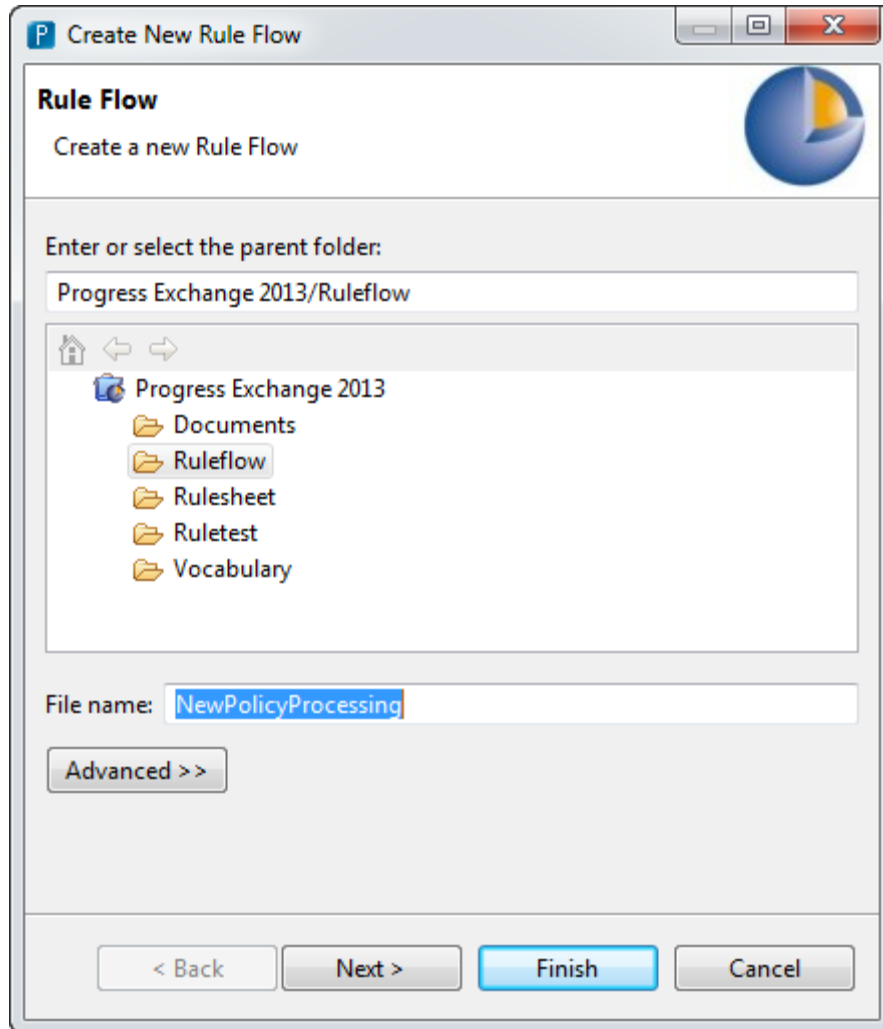 P Create New Rule Flow
Rule Flow
Create a new Rule Flow
Enter or select the parent folder:
Progress Exchange 2013/Ruleflow
Progress Exchange 2013
Documents
Ruleflow
Rulesheet
Ruletest
Vocabulary
File name: NewPolicyProcessing
Advanced >>
< Back Next > Finish Cancel